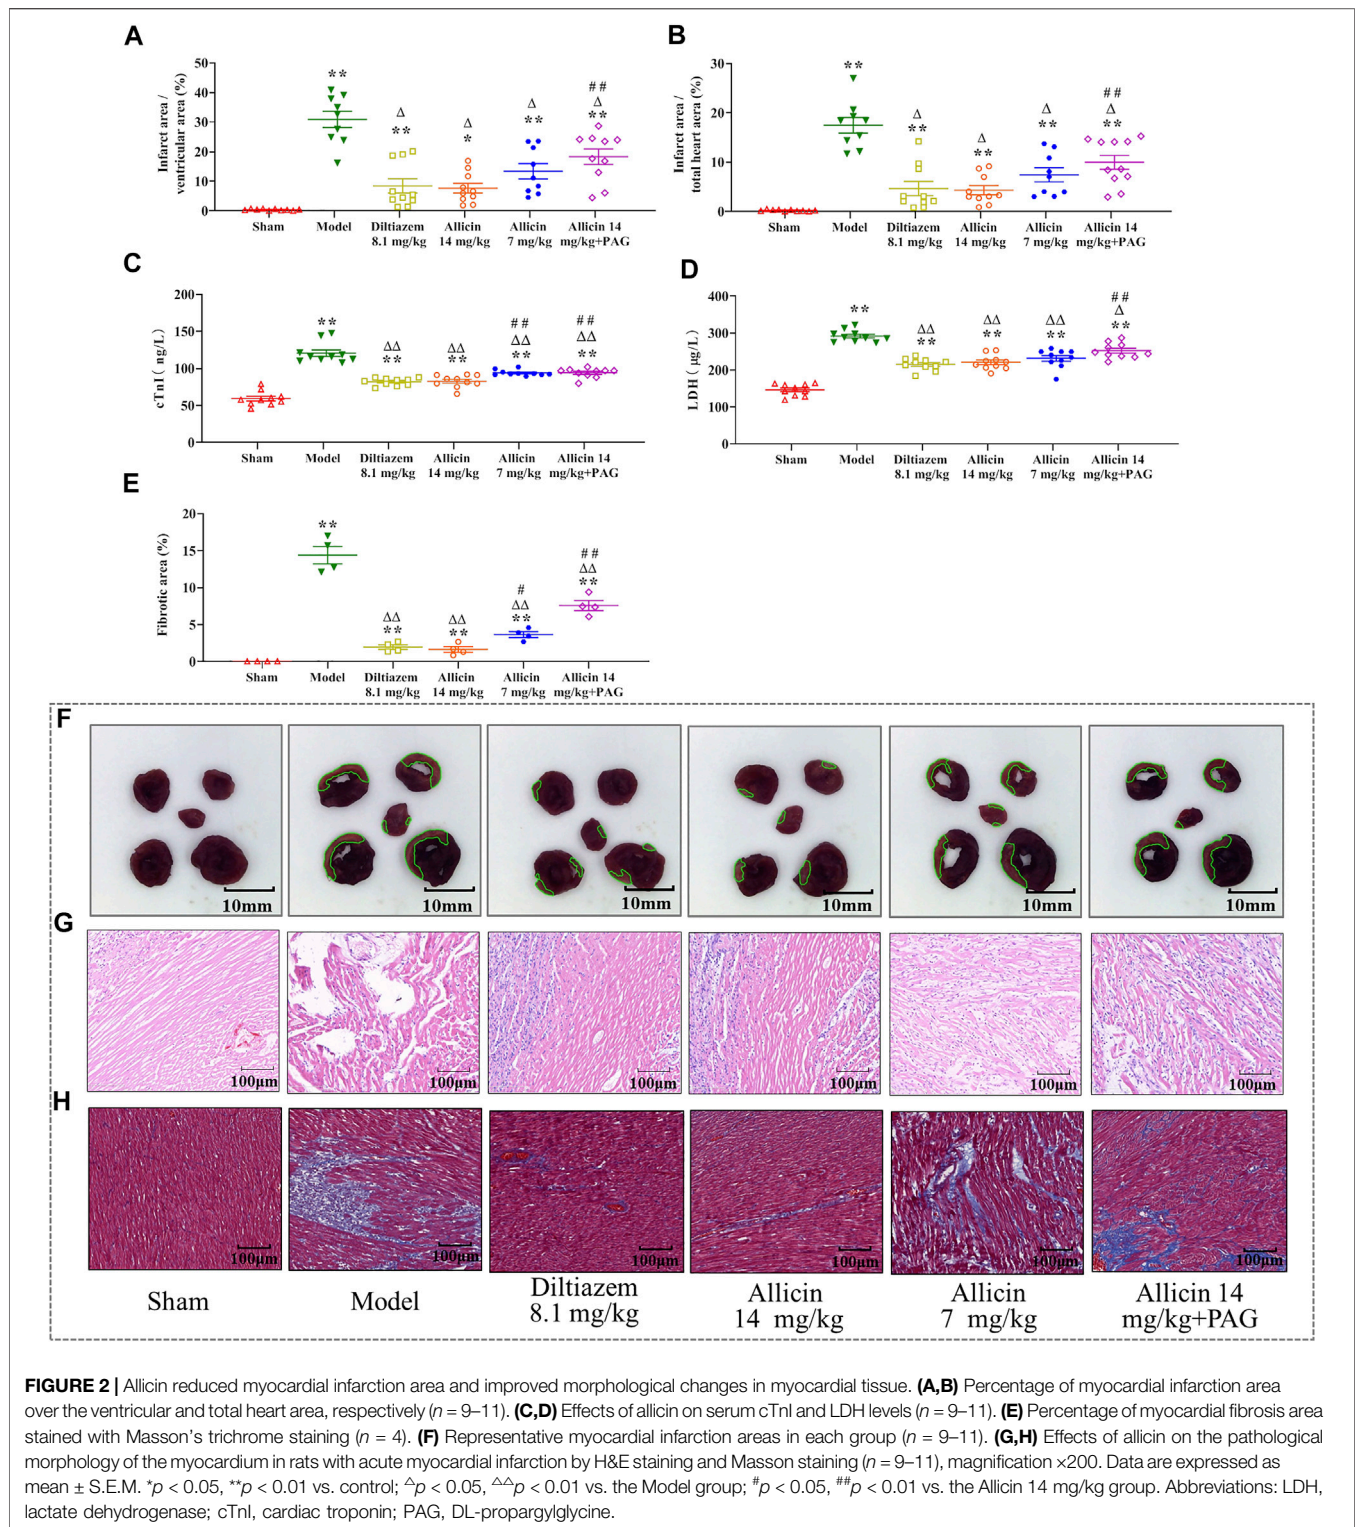 A
B
Infarct area /
ventricular area (%)
50
40
30
20
10
0
**
Δ
**
Δ
*
Δ
**
##
Δ
**
Sham
Model
Diltiazem
8.1 mg/kg
Allicin
14 mg/kg
Allicin
7 mg/kg
Allicin 14
mg/kg+PAG
Infarct area /
total heart aera (%)
30
20
10
0
**
Δ
**
Δ
**
Δ
**
##
Δ
**
Sham
Model
Diltiazem
8.1 mg/kg
Allicin
14 mg/kg
Allicin
7 mg/kg
Allicin 14
mg/kg+PAG
C
D
cTnI（ng/L）
200
150
100
50
0
**
ΔΔ
**
ΔΔ
**
##
ΔΔ
**
##
ΔΔ
**
Sham
Model
Diltiazem
8.1 mg/kg
Allicin
14 mg/kg
Allicin
7 mg/kg
Allicin 14
mg/kg+PAG
LDH（μg/L）
400
300
200
100
0
**
ΔΔ
**
ΔΔ
**
ΔΔ
**
##
Δ
**
Sham
Model
Diltiazem
8.1 mg/kg
Allicin
14 mg/kg
Allicin
7 mg/kg
Allicin 14
mg/kg+PAG
E
Fibrotic area (%)
20
15
10
5
0
**
ΔΔ
**
ΔΔ
**
#
ΔΔ
**
##
ΔΔ
**
Sham
Model
Diltiazem
8.1 mg/kg
Allicin
14 mg/kg
Allicin
7 mg/kg
Allicin 14
mg/kg+PAG
F
10mm
10mm
10mm
10mm
10mm
10mm
G
100μm
100μm
100μm
100μm
100μm
100μm
H
100μm
100μm
100μm
100μm
100μm
100μm
Sham
Model
Diltiazem
8.1 mg/kg
Allicin
14 mg/kg
Allicin
7 mg/kg
Allicin 14
mg/kg+PAG
FIGURE 2 | Allicin reduced myocardial infarction area and improved morphological changes in myocardial tissue. (A,B) Percentage of myocardial infarction area
over the ventricular and total heart area, respectively (n = 9–11). (C,D) Effects of allicin on serum cTnI and LDH levels (n = 9–11). (E) Percentage of myocardial fibrosis area
stained with Masson's trichrome staining (n = 4). (F) Representative myocardial infarction areas in each group (n = 9–11). (G,H) Effects of allicin on the pathological
morphology of the myocardium in rats with acute myocardial infarction by H&E staining and Masson staining (n = 9–11), magnification ×200. Data are expressed as
mean ± S.E.M. *p < 0.05, **p < 0.01 vs. control; △p < 0.05, △△p < 0.01 vs. the Model group; #p < 0.05, ##p < 0.01 vs. the Allicin 14 mg/kg group. Abbreviations: LDH,
lactate dehydrogenase; cTnI, cardiac troponin; PAG, DL-propargylglycine.